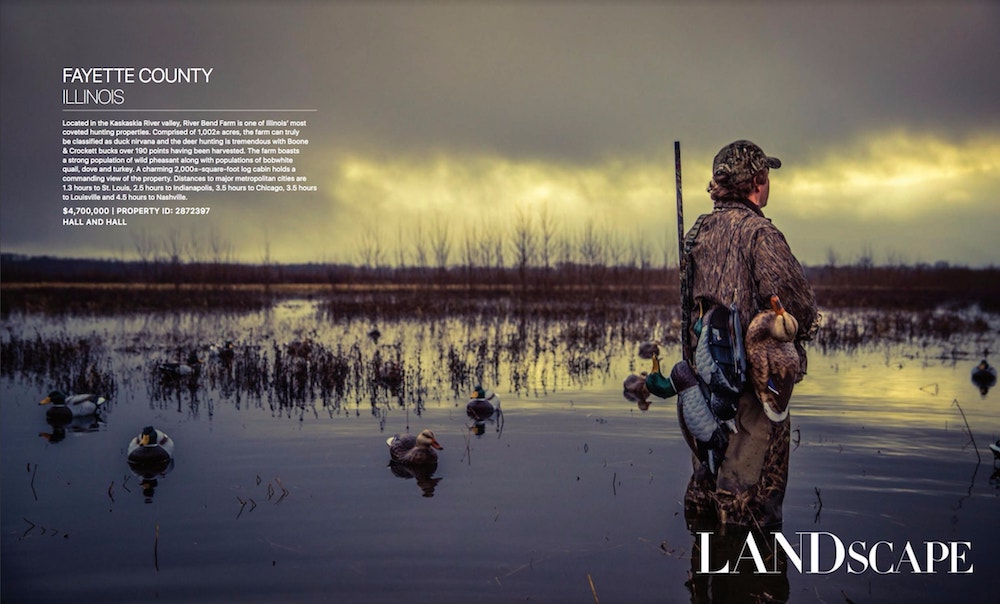 FAYETTE COUNTY
ILLINOIS
Located in the Kaskaskia River valley, River Bend Farm is one of Illinois' most
coveted hunting properties. Comprised of 1,002± acres, the farm can truly
be classified as duck nirvana and the deer hunting is tremendous with Boone
& Crockett bucks over 190 points having been harvested. The farm boasts
a strong population of wild pheasant along with populations of bobwhite
quail, dove and turkey. A charming 2,000±-square-foot log cabin holds a
commanding view of the property. Distances to major metropolitan cities are
1.3 hours to St. Louis, 2.5 hours to Indianapolis, 3.5 hours to Chicago, 3.5 hours
to Louisville and 4.5 hours to Nashville.
$4,700,000 | PROPERTY ID: 2872397
HALL AND HALL
LANDSCAPE